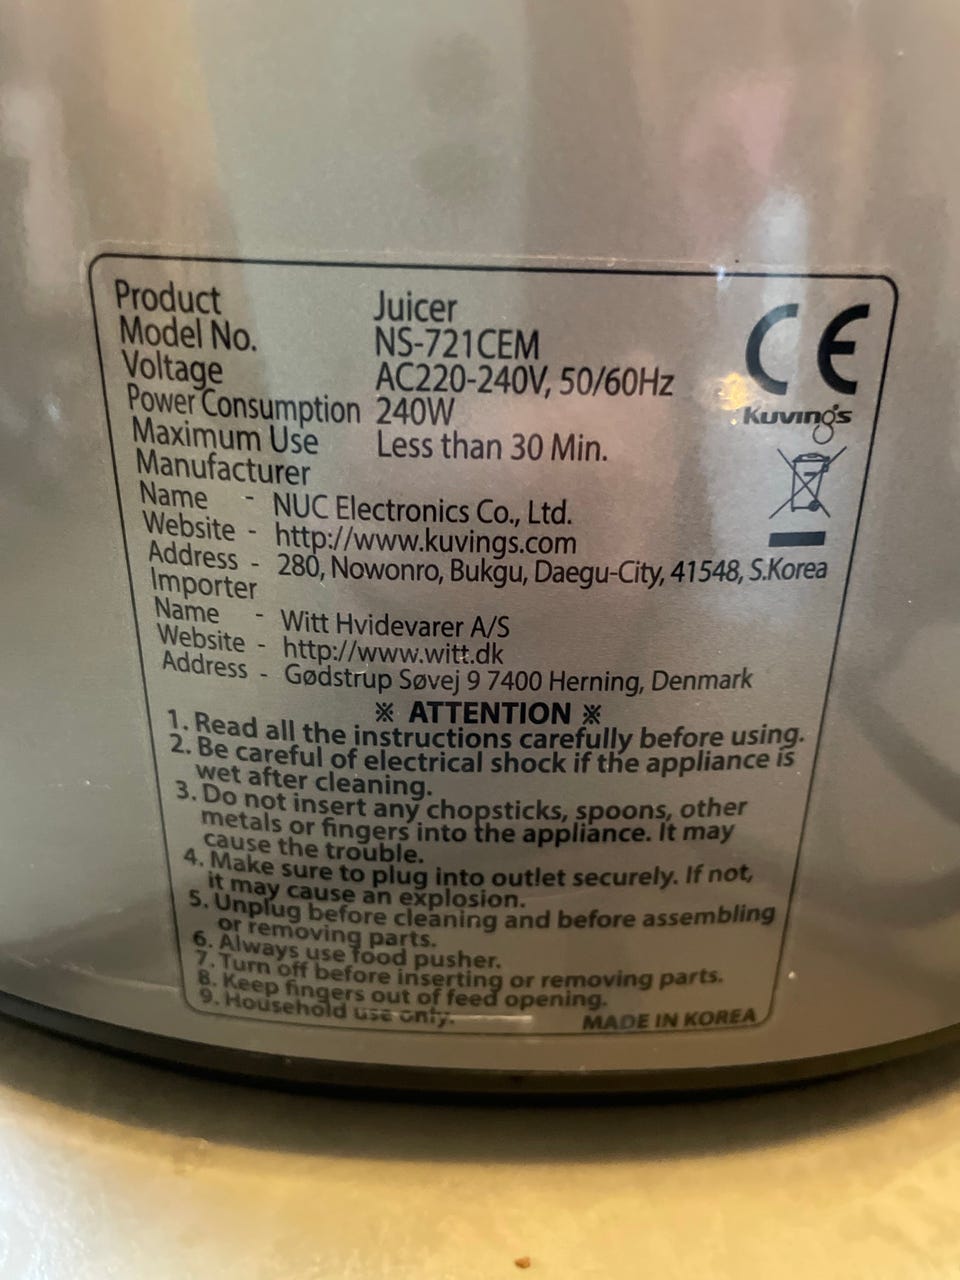 Product Juicer
Model No. NS-721CEM
Voltage AC220-240V, 50/60Hz
Power Consumption 240W
Maximum Use Less than 30 Min.
CE
Kuvings
Manufacturer
Name - NUC Electronics Co., Ltd.
Website - http://www.kuvings.com
Address - 280, Nowonro, Bukgu, Daegu-City, 41548, S.Korea
Importer
Name - Witt Hvidevarer A/S
Website - http://www.witt.dk
Address - Gødstrup Søvej 9 7400 Herning, Denmark
※ ATTENTION ※
1. Read all the instructions carefully before using.
2. Be careful of electrical shock if the appliance is
wet after cleaning.
3. Do not insert any chopsticks, spoons, other
metals or fingers into the appliance. It may
cause the trouble.
4. Make sure to plug into outlet securely. If not,
it may cause an explosion.
5. Unplug before cleaning and before assembling
or removing parts.
6. Always use food pusher.
7. Turn off before inserting or removing parts.
8. Keep fingers out of feed opening.
9. Household use only.
MADE IN KOREA